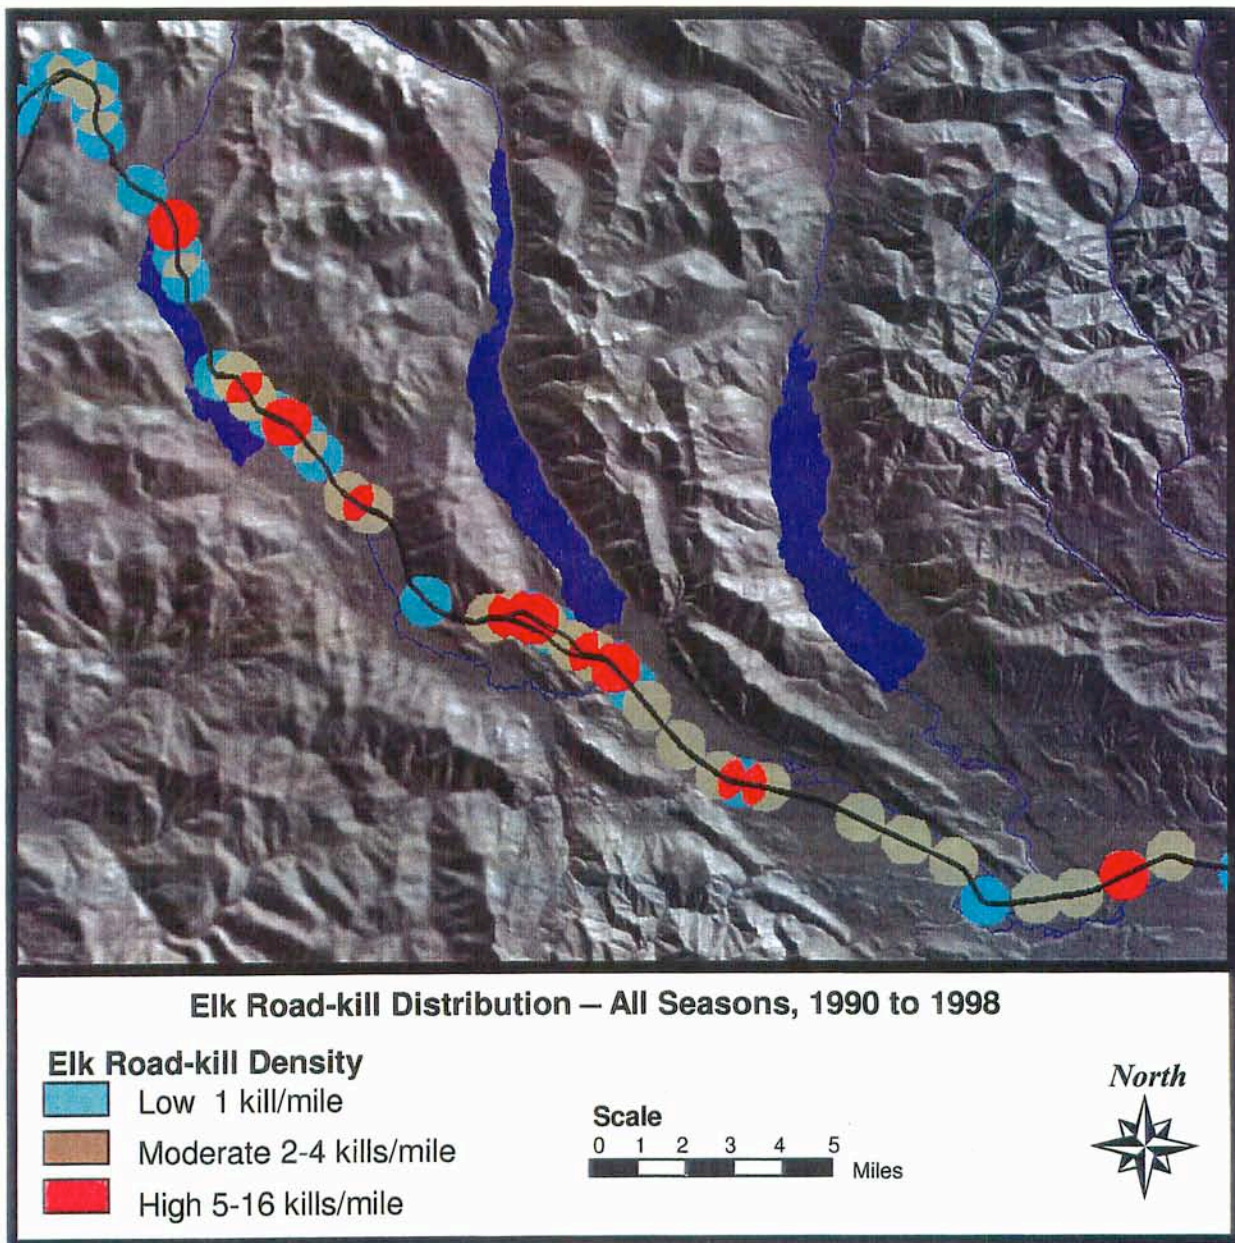 Elk Road-kill Distribution – All Seasons, 1990 to 1998
Elk Road-kill Density
Low 1 kill/mile
Moderate 2-4 kills/mile
High 5-16 kills/mile
Scale
0 1 2 3 4 5
Miles
North